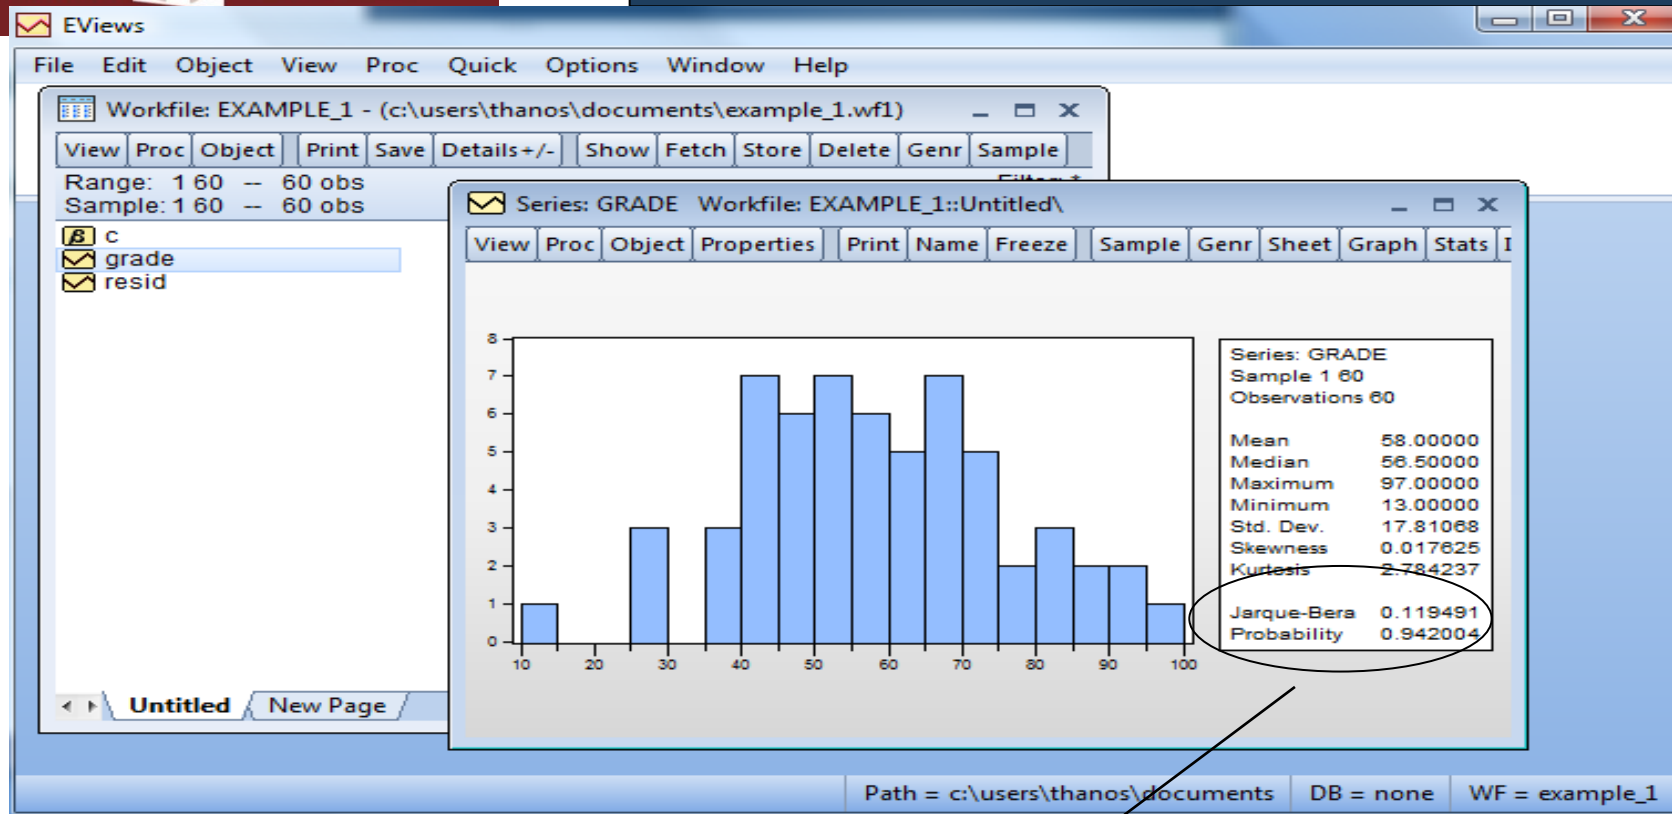 EViews
File Edit Object View Proc Quick Options Window Help
Workfile: EXAMPLE_1 - (c:\users\thanos\documents\example_1.wf1)
View Proc Object Print Save Details+/- Show Fetch Store Delete Genr Sample
Range: 1 60 -- 60 obs
Sample: 1 60 -- 60 obs
c
grade
resid
Untitled New Page
Series: GRADE Workfile: EXAMPLE_1::Untitled\
View Proc Object Properties Print Name Freeze Sample Genr Sheet Graph Stats
8
7
6
5
4
3
2
1
0
10 20 30 40 50 60 70 80 90 100
Series: GRADE
Sample 1 60
Observations 60
Mean 58.00000
Median 56.50000
Maximum 97.00000
Minimum 13.00000
Std. Dev. 17.81068
Skewness 0.017625
Kurtosis 2.784237
Jarque-Bera 0.119491
Probability 0.942004
Path = c:\users\thanos\documents DB = none WF = example_1